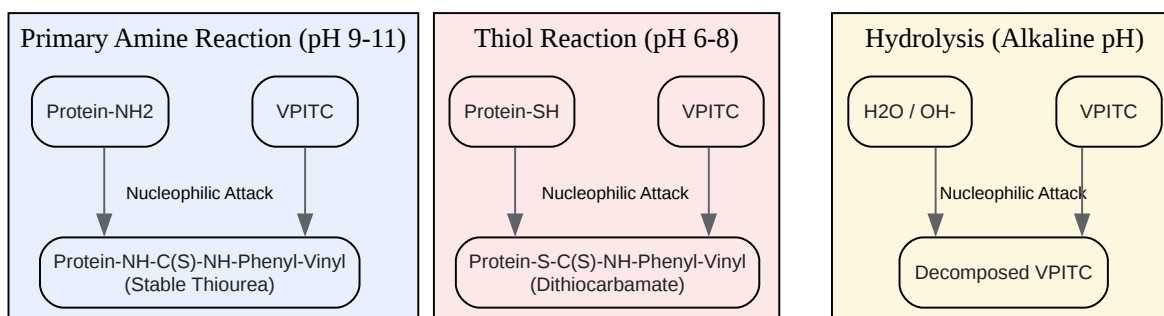 Primary Amine Reaction (pH 9-11)
Protein-NH2
VPITC
Nucleophilic Attack
Protein-NH-C(S)-NH-Phenyl-Vinyl
(Stable Thiourea)
Thiol Reaction (pH 6-8)
Protein-SH
VPITC
Nucleophilic Attack
Protein-S-C(S)-NH-Phenyl-Vinyl
(Dithiocarbamate)
Hydrolysis (Alkaline pH)
H2O / OH-
VPITC
Nucleophilic Attack
Decomposed VPITC